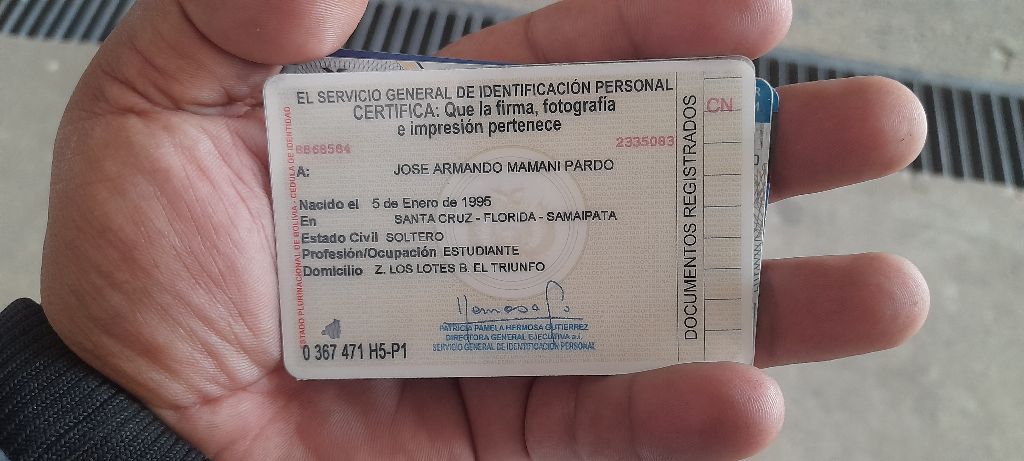 EL SERVICIO GENERAL DE IDENTIFICACIÓN PERSONAL
CERTIFICA: Que la firma, fotografia
e impresión pertenece
8868584 2335083
A: JOSE ARMANDO MAMANI PARDO
Nacido el 5 de Enero de 1995
En SANTA CRUZ - FLORIDA - SAMAIPATA
Estado Civil SOLTERO
Profesión/Ocupación ESTUDIANTE
Domicilio Z. LOS LOTES B. EL TRIUNFO
PATRICIA PAMELA HERMOSA GUTIERREZ
DIRECTORA GENERAL EJECUTIVA a.i.
SERVICIO GENERAL DE IDENTIFICACIÓN PERSONAL
0 367 471 H5-P1
ESTADO PLURINACIONAL DE BOLIVIA - CEDULA DE IDENTIDAD
DOCUMENTOS REGISTRADOS
CN